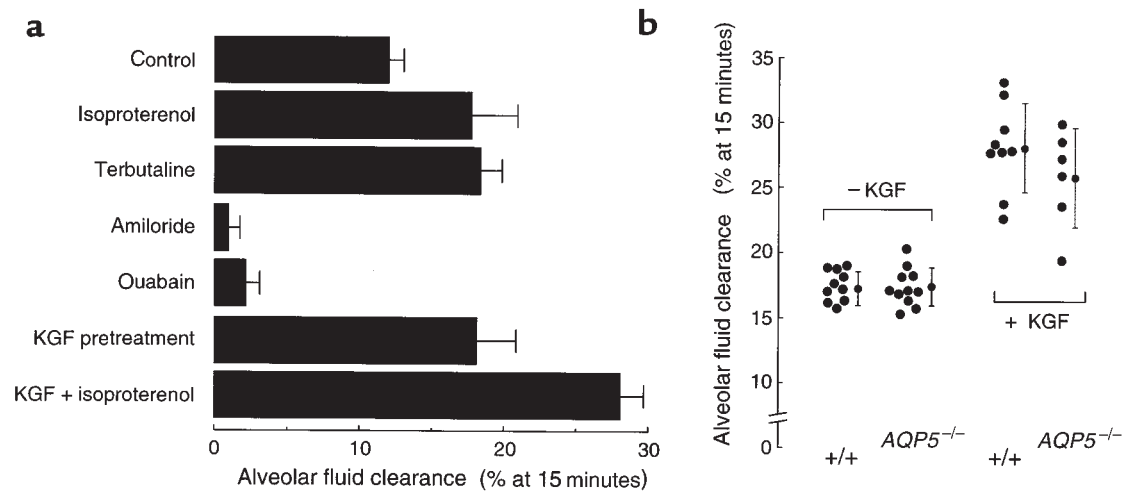 a
Control
Isoproterenol
Terbutaline
Amiloride
Ouabain
KGF pretreatment
KGF + isoproterenol
0 10 20 30
Alveolar fluid clearance (% at 15 minutes)
b
Alveolar fluid clearance (% at 15 minutes)
35
30
25
20
15
10
0
−KGF
+ KGF
+/+ AQP5−/− +/+ AQP5−/−